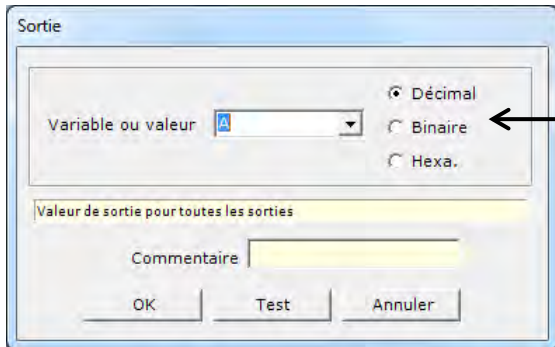 Sortie
Décimal
Variable ou valeur A Binaire
Hexa.
Valeur de sortie pour toutes les sorties
Commentaire
OK Test Annuler